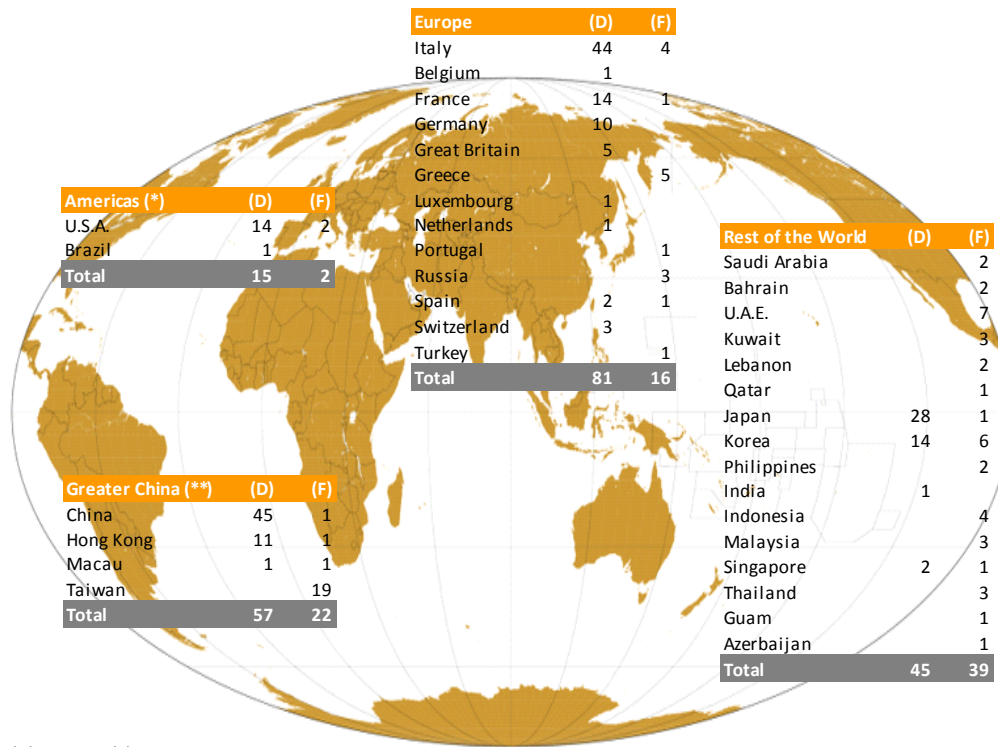 Europe (D) (F)
Italy 44 4
Belgium 1
France 14 1
Germany 10
Great Britain 5
Greece 5
Luxembourg 1
Netherlands 1
Portugal 1
Russia 3
Spain 2 1
Switzerland 3
Turkey 1
Total 81 16
Americas (*) (D) (F)
U.S.A. 14 2
Brazil 1
Total 15 2
Rest of the World (D) (F)
Saudi Arabia 2
Bahrain 2
U.A.E. 7
Kuwait 3
Lebanon 2
Qatar 1
Japan 28 1
Korea 14 6
Philippines 2
India 1
Indonesia 4
Malaysia 3
Singapore 2 1
Thailand 3
Guam 1
Azerbaijan 1
Total 45 39
Greater China (**) (D) (F)
China 45 1
Hong Kong 11 1
Macau 1 1
Taiwan 19
Total 57 22